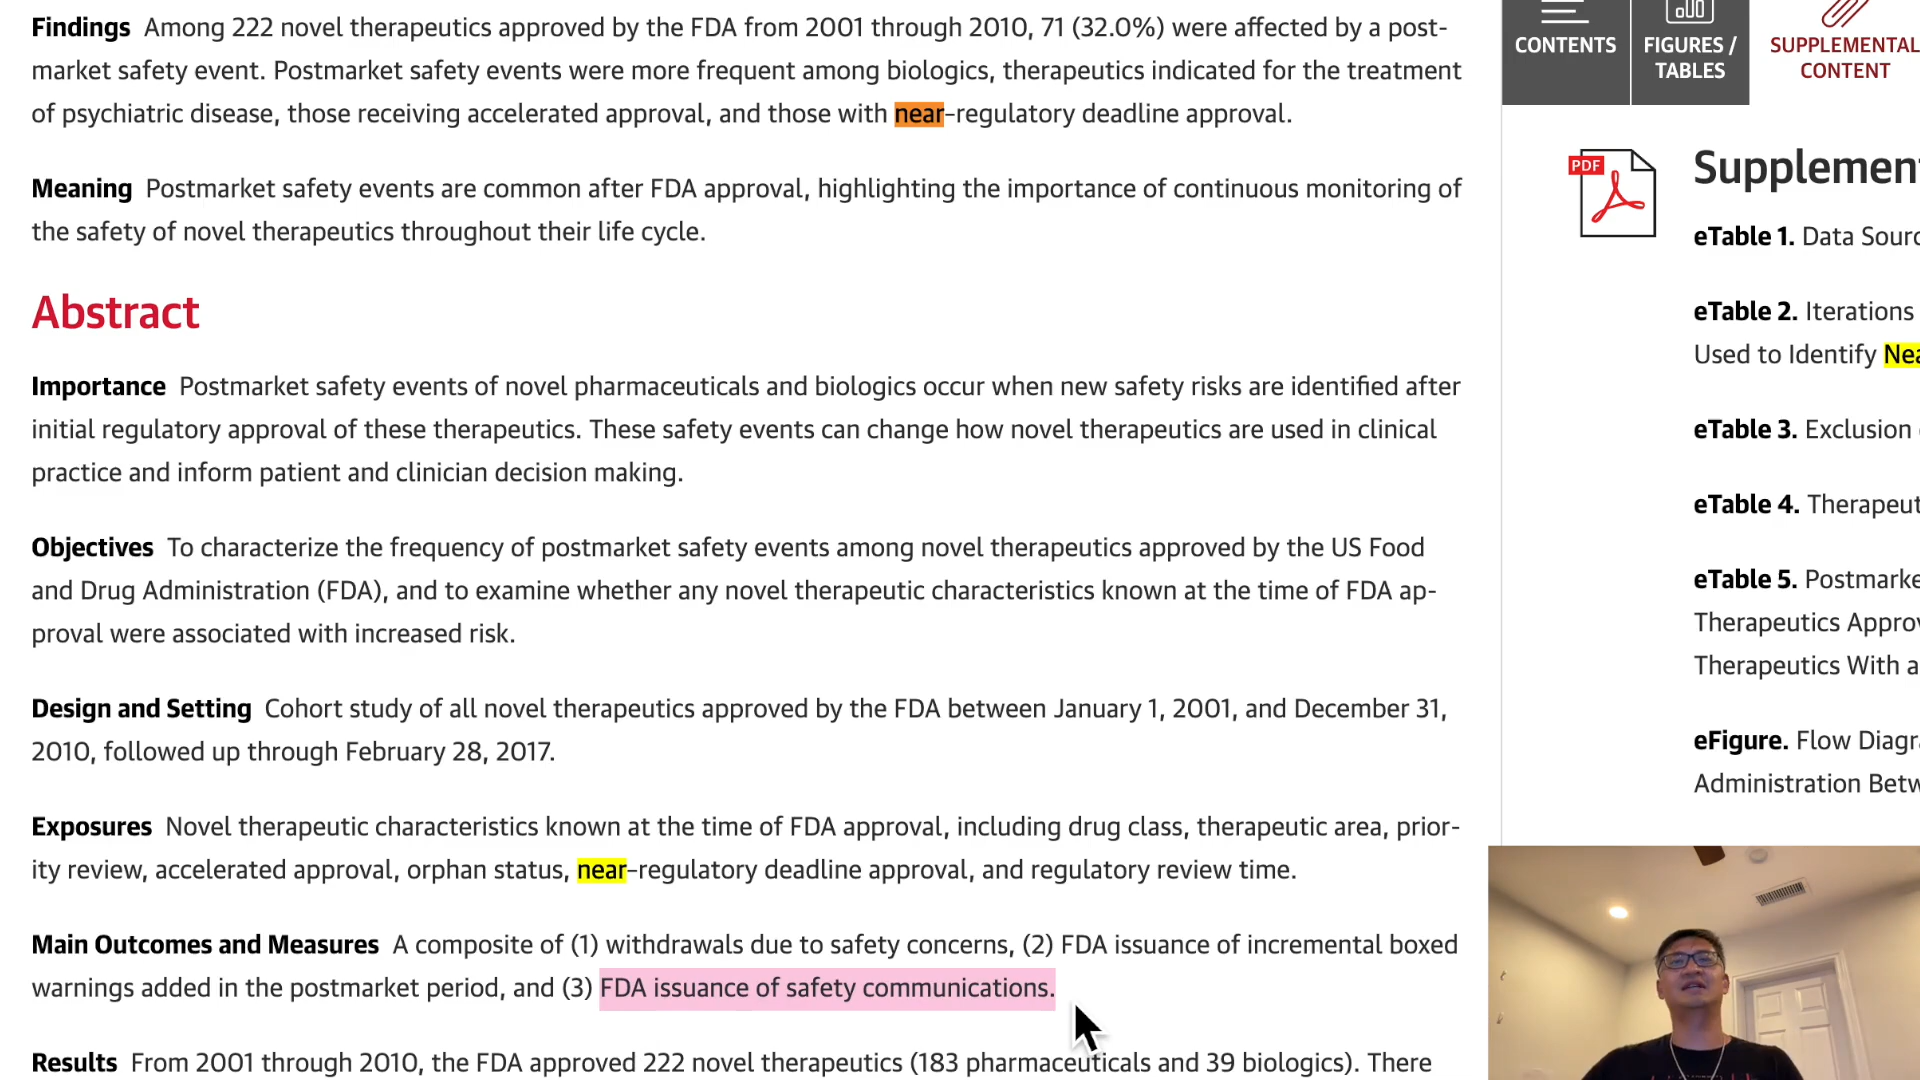 Findings Among 222 novel therapeutics approved by the FDA from 2001 through 2010, 71 (32.0%) were affected by a post-
market safety event. Postmarket safety events were more frequent among biologics, therapeutics indicated for the treatment
of psychiatric disease, those receiving accelerated approval, and those with near–regulatory deadline approval.
Meaning Postmarket safety events are common after FDA approval, highlighting the importance of continuous monitoring of
the safety of novel therapeutics throughout their life cycle.
Abstract
Importance Postmarket safety events of novel pharmaceuticals and biologics occur when new safety risks are identified after
initial regulatory approval of these therapeutics. These safety events can change how novel therapeutics are used in clinical
practice and inform patient and clinician decision making.
Objectives To characterize the frequency of postmarket safety events among novel therapeutics approved by the US Food
and Drug Administration (FDA), and to examine whether any novel therapeutic characteristics known at the time of FDA ap-
proval were associated with increased risk.
Design and Setting Cohort study of all novel therapeutics approved by the FDA between January 1, 2001, and December 31,
2010, followed up through February 28, 2017.
Exposures Novel therapeutic characteristics known at the time of FDA approval, including drug class, therapeutic area, prior-
ity review, accelerated approval, orphan status, near–regulatory deadline approval, and regulatory review time.
Main Outcomes and Measures A composite of (1) withdrawals due to safety concerns, (2) FDA issuance of incremental boxed
warnings added in the postmarket period, and (3) FDA issuance of safety communications.
Results From 2001 through 2010, the FDA approved 222 novel therapeutics (183 pharmaceuticals and 39 biologics). There
CONTENTS
FIGURES /
TABLES
SUPPLEMENTAL
CONTENT
PDF
Supplemen
eTable 1. Data Sourc
eTable 2. Iterations
Used to Identify Nea
eTable 3. Exclusion
eTable 4. Therapeut
eTable 5. Postmarke
Therapeutics Approv
Therapeutics With a
eFigure. Flow Diagr
Administration Betw